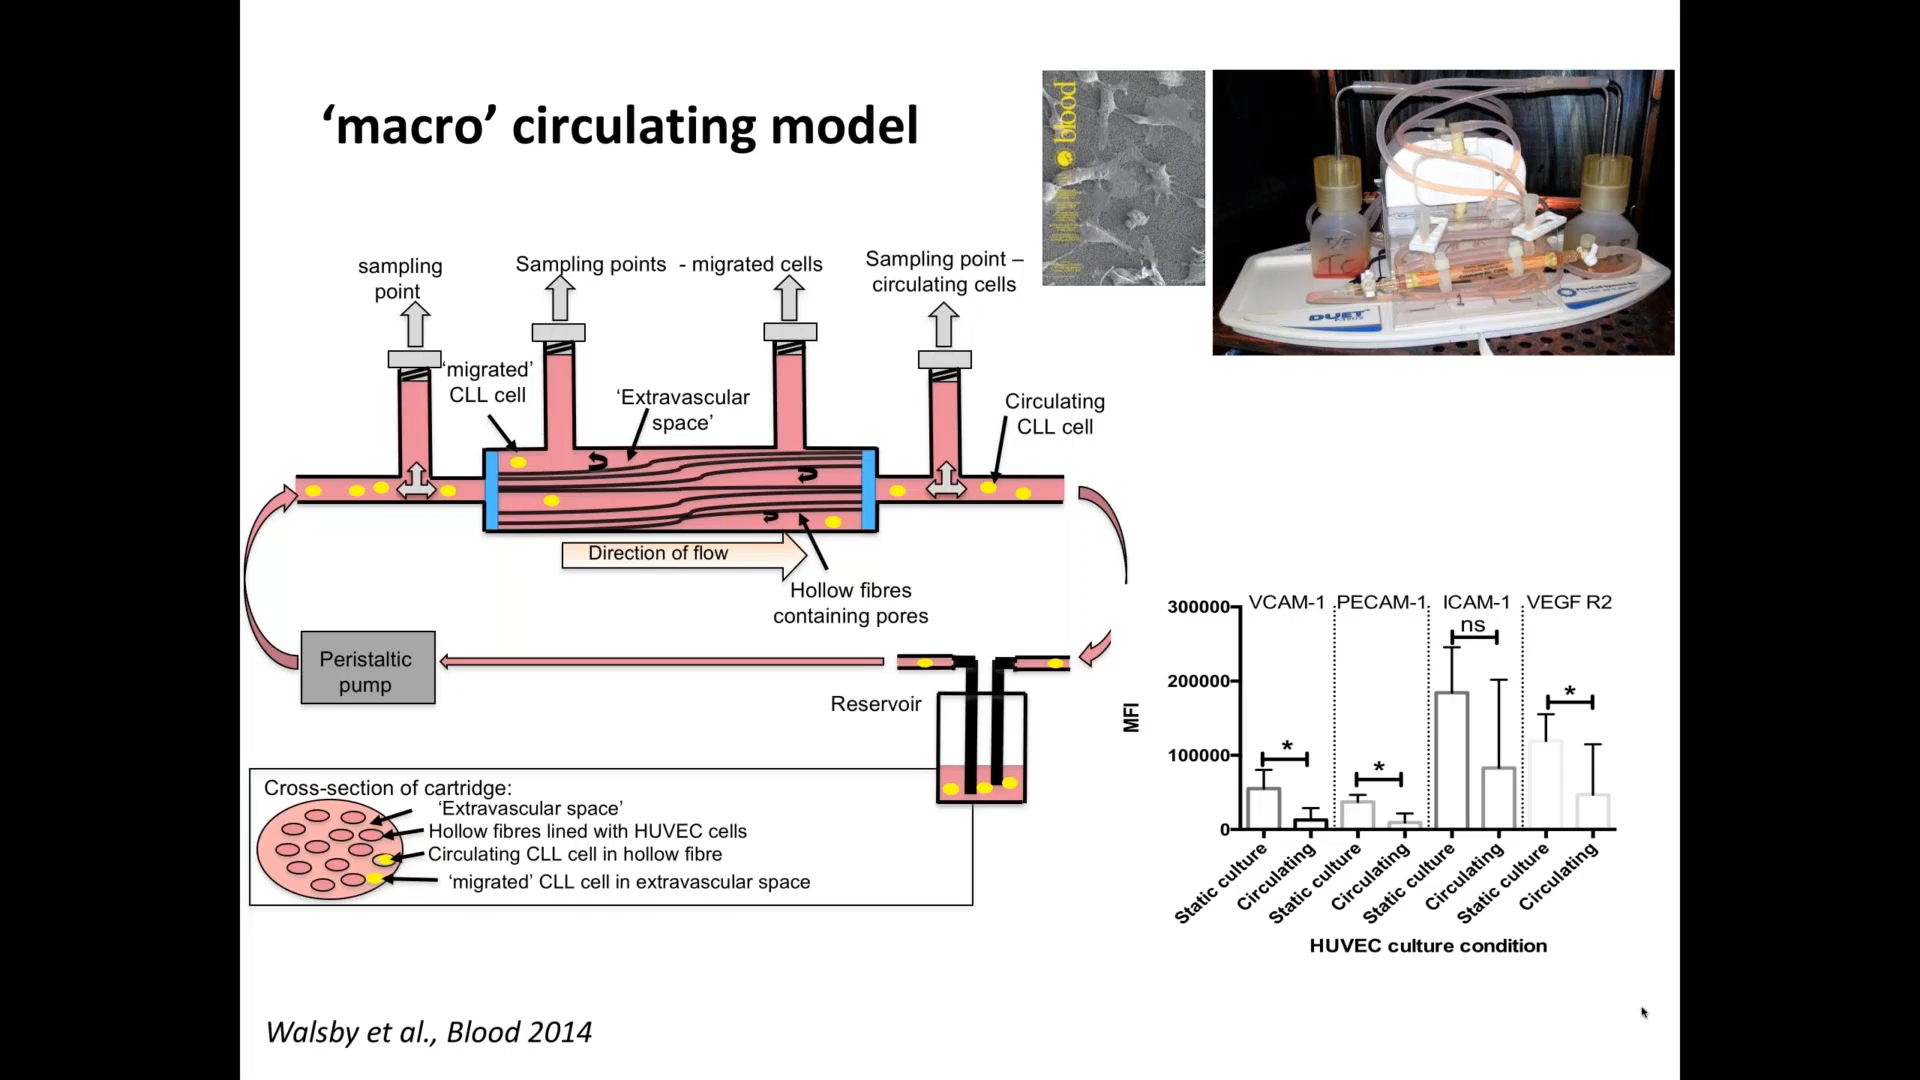 ‘macro’ circulating model
blood
DUET
sampling
point
Sampling points - migrated cells
Sampling point –
circulating cells
‘migrated’
CLL cell
‘Extravascular
space’
Circulating
CLL cell
Direction of flow
Hollow fibres
containing pores
Peristaltic
pump
Reservoir
Cross-section of cartridge:
‘Extravascular space’
Hollow fibres lined with HUVEC cells
Circulating CLL cell in hollow fibre
‘migrated’ CLL cell in extravascular space
VCAM-1 PECAM-1 ICAM-1 VEGF R2
300000
200000
100000
0
MFI
* * ns *
Static culture
Circulating
Static culture
Circulating
Static culture
Circulating
Static culture
Circulating
HUVEC culture condition
Walsby et al., Blood 2014